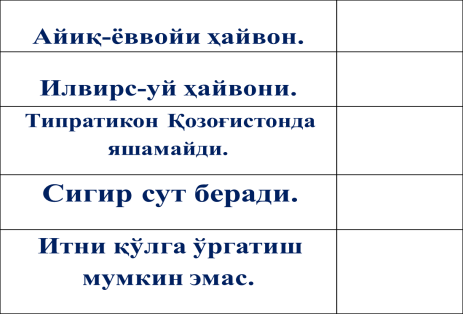 Айиқ-ёввойи ҳайвон.
Илвирс-уй ҳайвони.
Типратикон Қозоғистонда
яшамайди.
Сигир сут беради.
Итни қўлга ўргатиш
мумкин эмас.